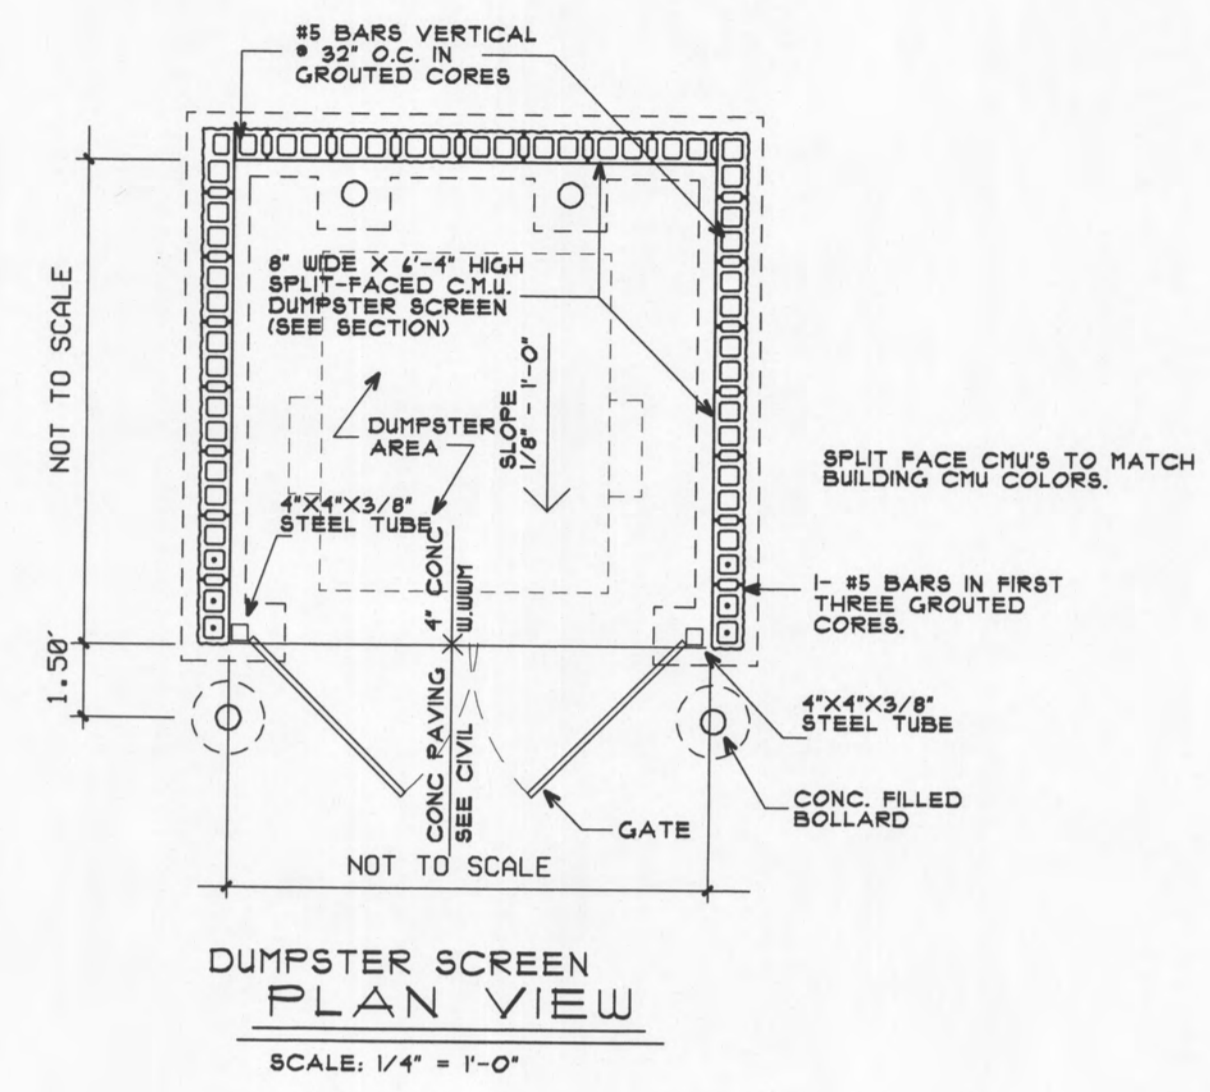 #5 BARS VERTICAL
@ 32" O.C. IN
GROUTED CORES
NOT TO SCALE
8" WIDE X 6'-4" HIGH
SPLIT-FACED C.M.U.
DUMPSTER SCREEN
(SEE SECTION)
SLOPE
1/8" - 1'-0"
DUMPSTER
AREA
SPLIT FACE CMU'S TO MATCH
BUILDING CMU COLORS.
4"X4"X3/8"
STEEL TUBE
4" CONC
W.WWM
1- #5 BARS IN FIRST
THREE GROUTED
CORES.
1.50'
CONC PAVING
SEE CIVIL
4"X4"X3/8"
STEEL TUBE
CONC. FILLED
BOLLARD
GATE
NOT TO SCALE
DUMPSTER SCREEN
PLAN VIEW
SCALE: 1/4" = 1'-0"